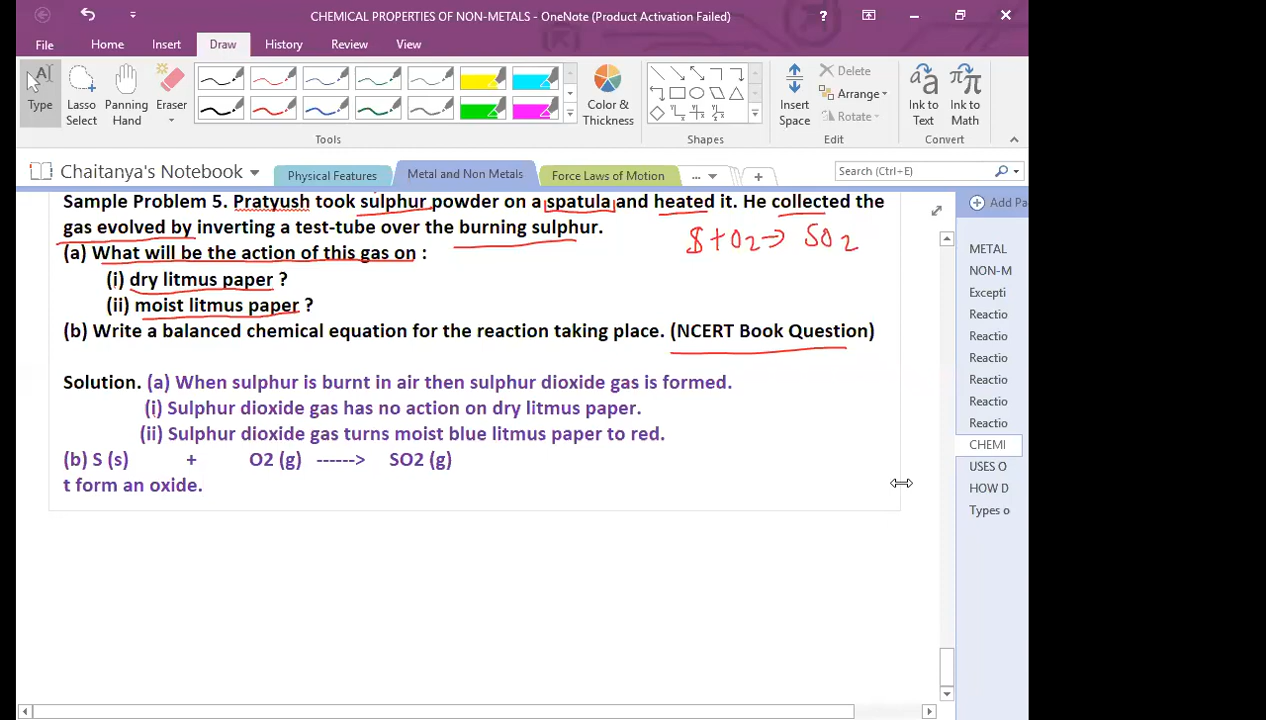 CHEMICAL PROPERTIES OF NON-METALS - OneNote (Product Activation Failed)
?
File Home Insert Draw History Review View
Type
Lasso Select
Panning Hand
Eraser
Color & Thickness
Insert Space
Delete
Arrange
Rotate
Ink to Text
Ink to Math
Tools Shapes Edit Convert
Chaitanya's Notebook Physical Features Metal and Non Metals Force Laws of Motion ... + Search (Ctrl+E)
Sample Problem 5. Pratyush took sulphur powder on a spatula and heated it. He collected the
gas evolved by inverting a test-tube over the burning sulphur.
S + O2 → SO2
(a) What will be the action of this gas on :
(i) dry litmus paper ?
(ii) moist litmus paper ?
(b) Write a balanced chemical equation for the reaction taking place. (NCERT Book Question)
Solution. (a) When sulphur is burnt in air then sulphur dioxide gas is formed.
(i) Sulphur dioxide gas has no action on dry litmus paper.
(ii) Sulphur dioxide gas turns moist blue litmus paper to red.
(b) S (s) + O2 (g) ------> SO2 (g)
t form an oxide.
Add Pa
METAL
NON-M
Excepti
Reactio
Reactio
Reactio
Reactio
Reactio
Reactio
CHEMI
USES O
HOW D
Types o